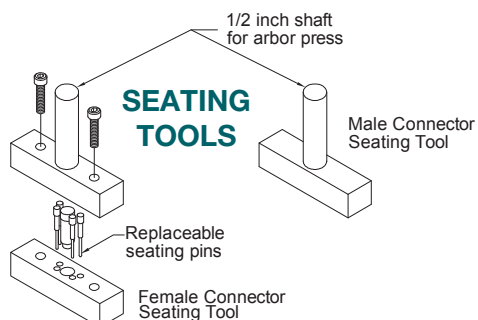 1/2 inch shaft
for arbor press
SEATING
TOOLS
Male Connector
Seating Tool
Replaceable
seating pins
Female Connector
Seating Tool